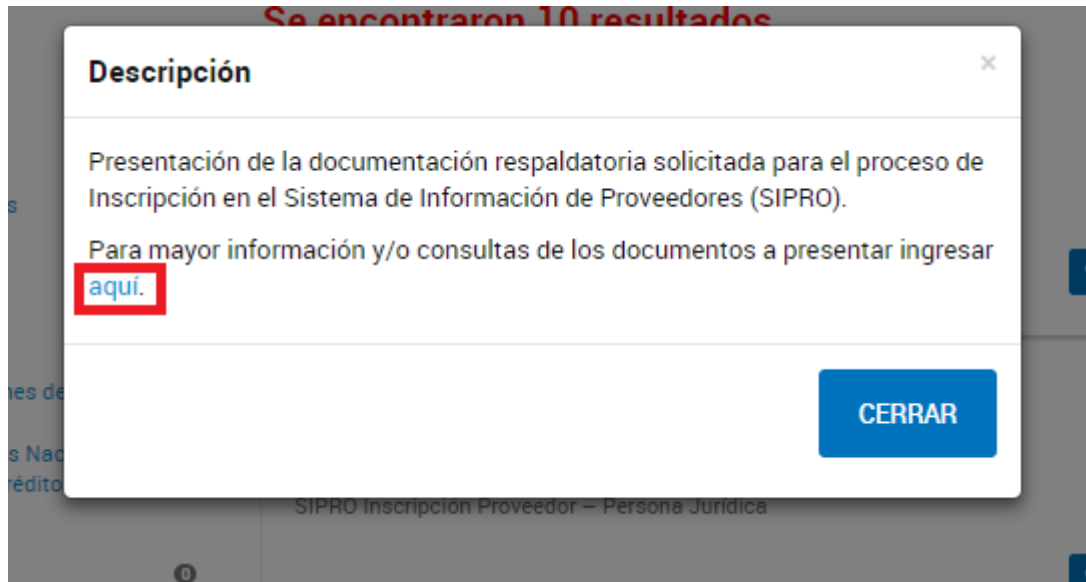 Se encontraron 10 resultados
Descripción
×
Presentación de la documentación respaldatoria solicitada para el proceso de
Inscripción en el Sistema de Información de Proveedores (SIPRO).
Para mayor información y/o consultas de los documentos a presentar ingresar
aquí.
CERRAR
SIPRO Inscripción Proveedor – Persona Jurídica
0